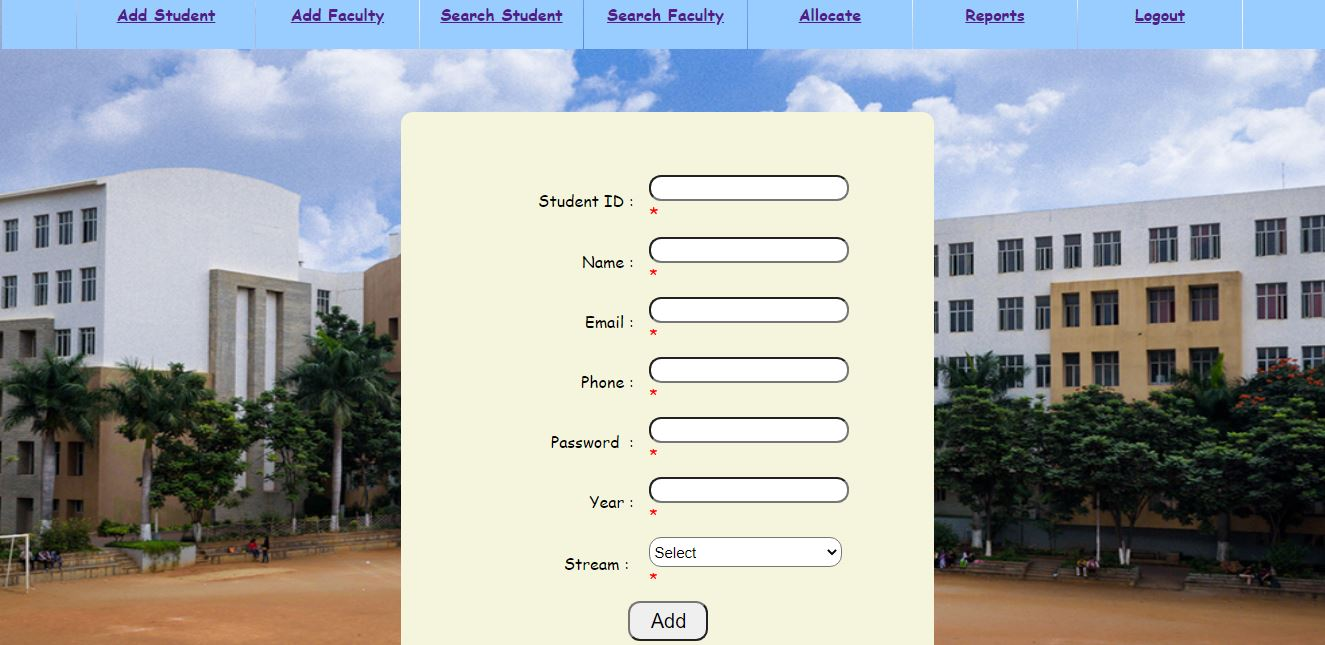 Add Student Add Faculty Search Student Search Faculty Allocate Reports Logout
Student ID :
*
Name :
*
Email :
*
Phone :
*
Password :
*
Year :
*
Select
Stream :
*
Add